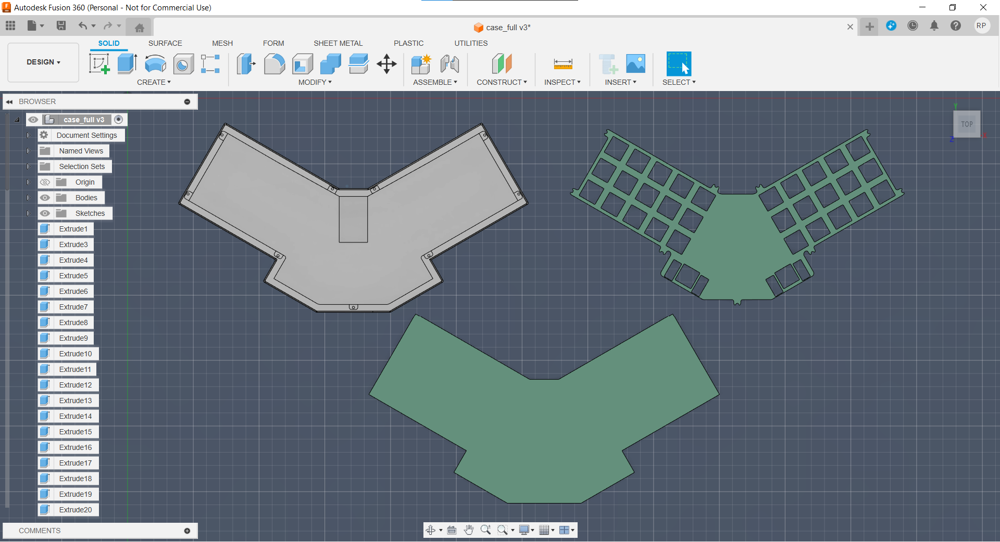 Autodesk Fusion 360 (Personal - Not for Commercial Use)
case_full v3*
RP
DESIGN
SOLID SURFACE MESH FORM SHEET METAL PLASTIC UTILITIES
CREATE MODIFY ASSEMBLE CONSTRUCT INSPECT INSERT SELECT
BROWSER
case_full v3
Document Settings
Named Views
Selection Sets
Origin
Bodies
Sketches
Extrude1
Extrude3
Extrude4
Extrude5
Extrude6
Extrude7
Extrude8
Extrude9
Extrude10
Extrude11
Extrude12
Extrude13
Extrude14
Extrude15
Extrude16
Extrude17
Extrude18
Extrude19
Extrude20
COMMENTS
Y
TOP
Z X